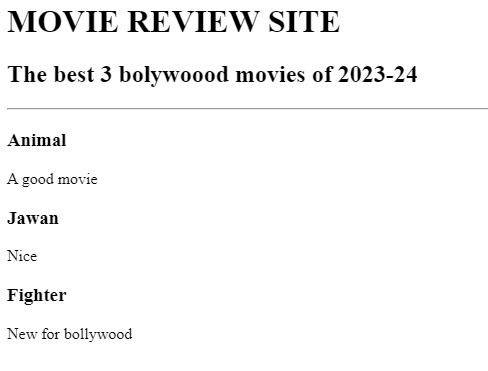 MOVIE REVIEW SITE
The best 3 bolywoood movies of 2023-24
Animal
A good movie
Jawan
Nice
Fighter
New for bollywood